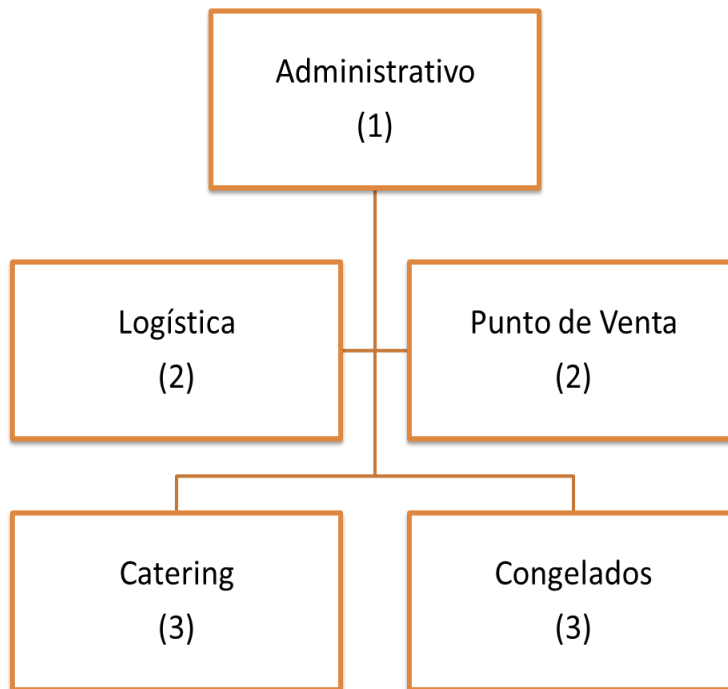 Administrativo
(1)
Logística
(2)
Punto de Venta
(2)
Catering
(3)
Congelados
(3)